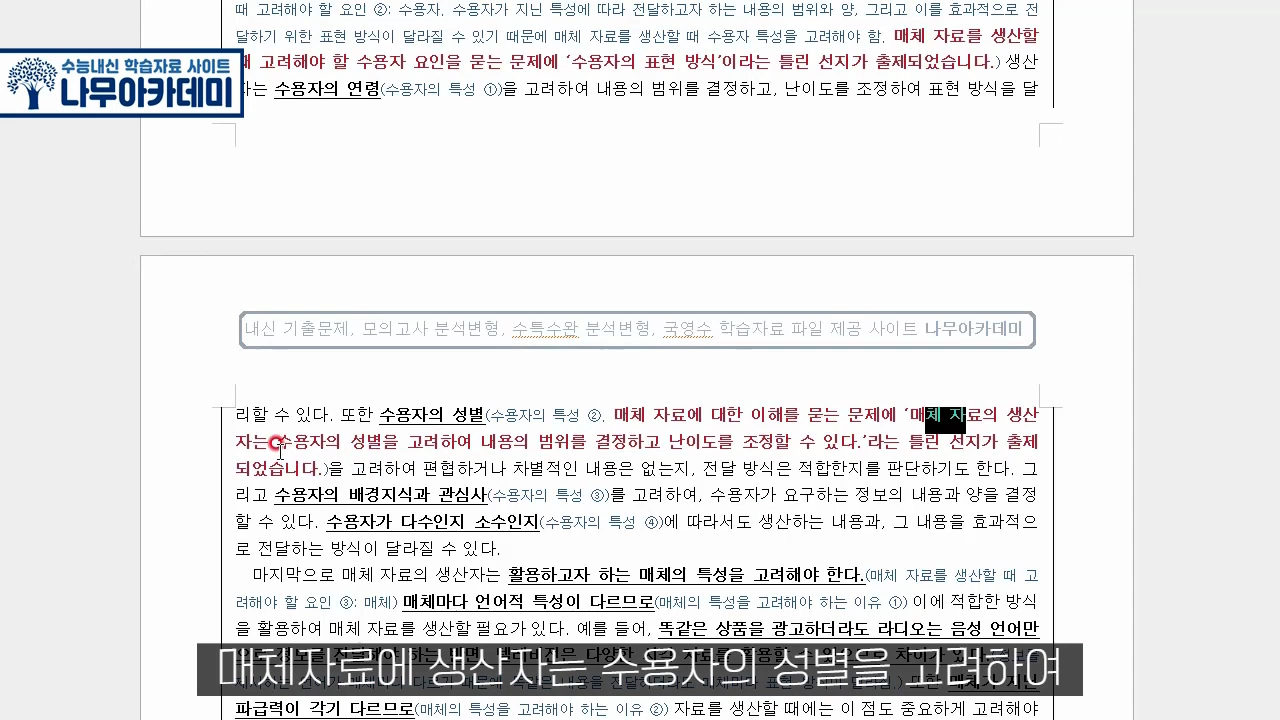 때 고려해야 할 요인 ②: 수용자. 수용자가 지닌 특성에 따라 전달하고자 하는 내용의 범위와 양, 그리고 이를 효과적으로 전
달하기 위한 표현 방식이 달라질 수 있기 때문에 매체 자료를 생산할 때 수용자 특성을 고려해야 함. 매체 자료를 생산할
고려해야 할 수용자 요인을 묻는 문제에 '수용자의 표현 방식'이라는 틀린 선지가 출제되었습니다.) 생산
수능내신 학습자료 사이트
나무아카데미
하는 수용자의 연령(수용자의 특성 ①)을 고려하여 내용의 범위를 결정하고, 난이도를 조정하여 표현 방식을 달
내신 기출문제, 모의고사 분석변형, 수특수완 분석변형, 국영수 학습자료 파일 제공 사이트 나무아카데미
리할 수 있다. 또한 수용자의 성별(수용자의 특성 ②. 매체 자료에 대한 이해를 묻는 문제에 '매체 자료의 생산
자는 수용자의 성별을 고려하여 내용의 범위를 결정하고 난이도를 조정할 수 있다.'라는 틀린 선지가 출제
되었습니다.)을 고려하여 편협하거나 차별적인 내용은 없는지, 전달 방식은 적합한지를 판단하기도 한다. 그
리고 수용자의 배경지식과 관심사(수용자의 특성 ③)를 고려하여, 수용자가 요구하는 정보의 내용과 양을 결정
할 수 있다. 수용자가 다수인지 소수인지(수용자의 특성 ④)에 따라서도 생산하는 내용과, 그 내용을 효과적으
로 전달하는 방식이 달라질 수 있다.
마지막으로 매체 자료의 생산자는 활용하고자 하는 매체의 특성을 고려해야 한다.(매체 자료를 생산할 때 고
려해야 할 요인 ③: 매체) 매체마다 언어적 특성이 다르므로(매체의 특성을 고려해야 하는 이유 ①) 이에 적합한 방식
을 활용하여 매체 자료를 생산할 필요가 있다. 예를 들어, 똑같은 상품을 광고하더라도 라디오는 음성 언어만
매체자료에 생산자는 수용자의 성별을 고려하여
파급력이 각기 다르므로(매체의 특성을 고려해야 하는 이유 ②) 자료를 생산할 때에는 이 점도 중요하게 고려해야